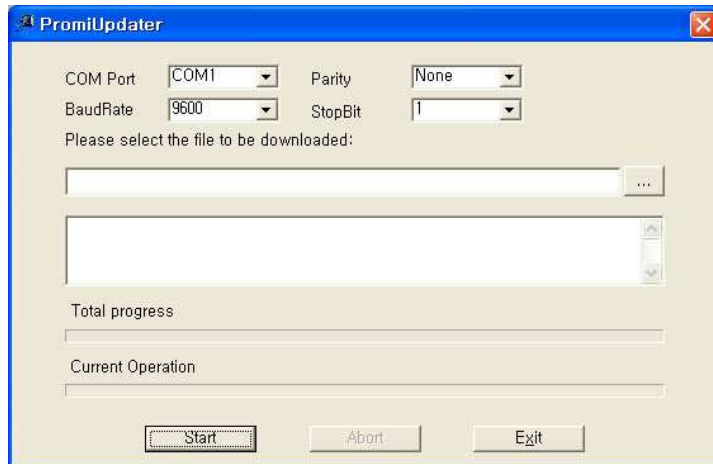 PromiUpdater
COM Port COM1 Parity None
BaudRate 9600 StopBit 1
Please select the file to be downloaded:
...
Total progress
Current Operation
Start Abort Exit